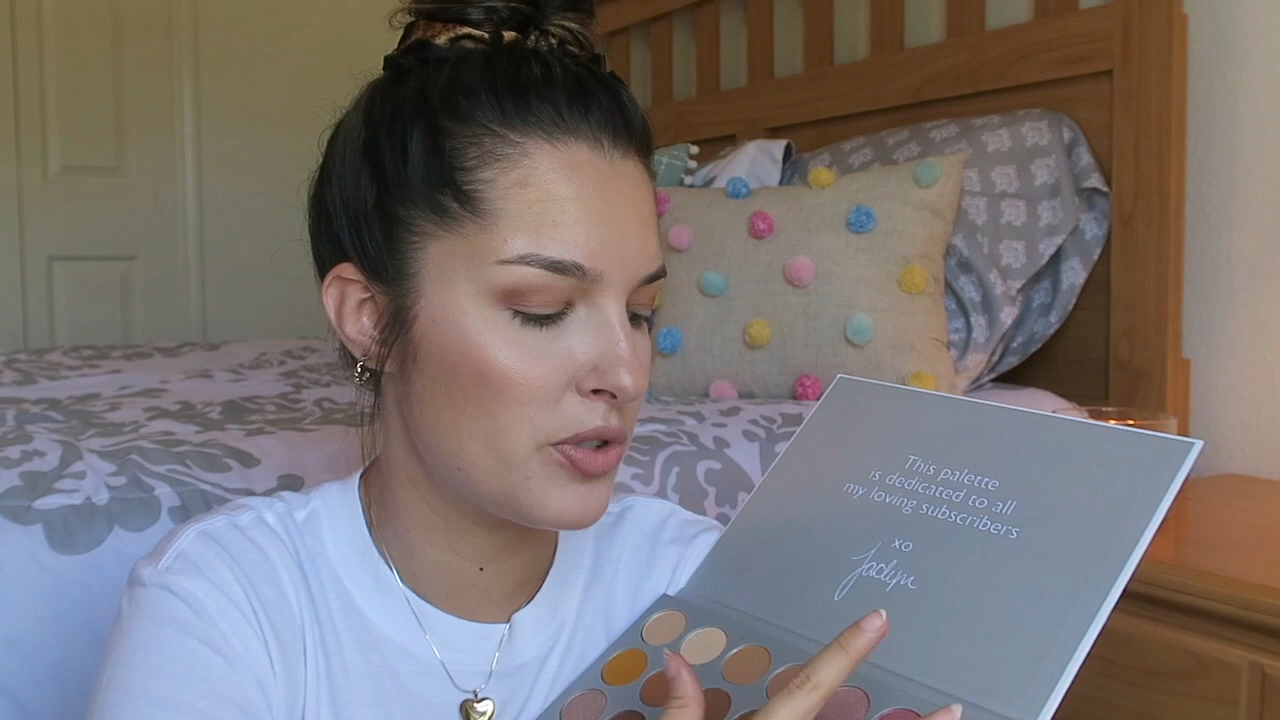 This palette
is dedicated to all
my loving subscribers
xo
Jaclyn